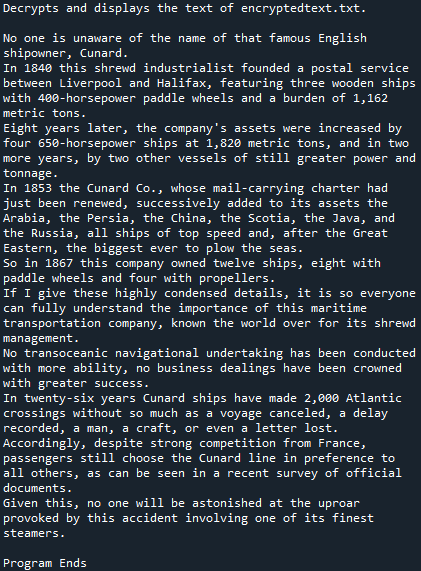 Decrypts and displays the text of encryptedtext.txt.

No one is unaware of the name of that famous English
shipowner, Cunard.
In 1840 this shrewd industrialist founded a postal service
between Liverpool and Halifax, featuring three wooden ships
with 400-horsepower paddle wheels and a burden of 1,162
metric tons.
Eight years later, the company's assets were increased by
four 650-horsepower ships at 1,820 metric tons, and in two
more years, by two other vessels of still greater power and
tonnage.
In 1853 the Cunard Co., whose mail-carrying charter had
just been renewed, successively added to its assets the
Arabia, the Persia, the China, the Scotia, the Java, and
the Russia, all ships of top speed and, after the Great
Eastern, the biggest ever to plow the seas.
So in 1867 this company owned twelve ships, eight with
paddle wheels and four with propellers.
If I give these highly condensed details, it is so everyone
can fully understand the importance of this maritime
transportation company, known the world over for its shrewd
management.
No transoceanic navigational undertaking has been conducted
with more ability, no business dealings have been crowned
with greater success.
In twenty-six years Cunard ships have made 2,000 Atlantic
crossings without so much as a voyage canceled, a delay
recorded, a man, a craft, or even a letter lost.
Accordingly, despite strong competition from France,
passengers still choose the Cunard line in preference to
all others, as can be seen in a recent survey of official
documents.
Given this, no one will be astonished at the uproar
provoked by this accident involving one of its finest
steamers.

Program Ends